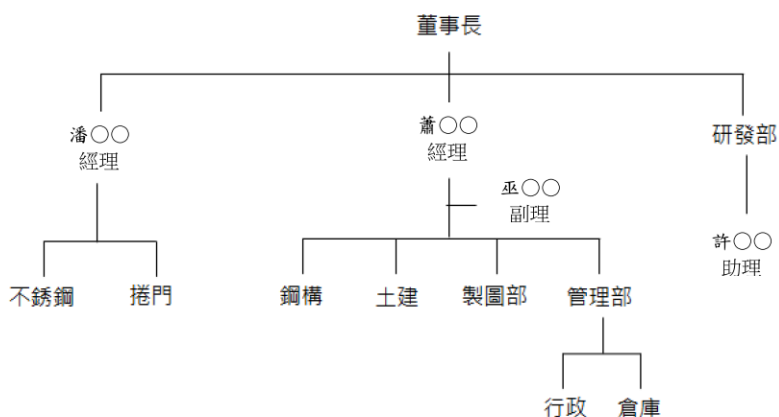 董事長
潘○○
經理
蕭○○
經理
研發部
巫○○
副理
許○○
助理
不銹鋼
捲門
鋼構
土建
製圖部
管理部
行政
倉庫